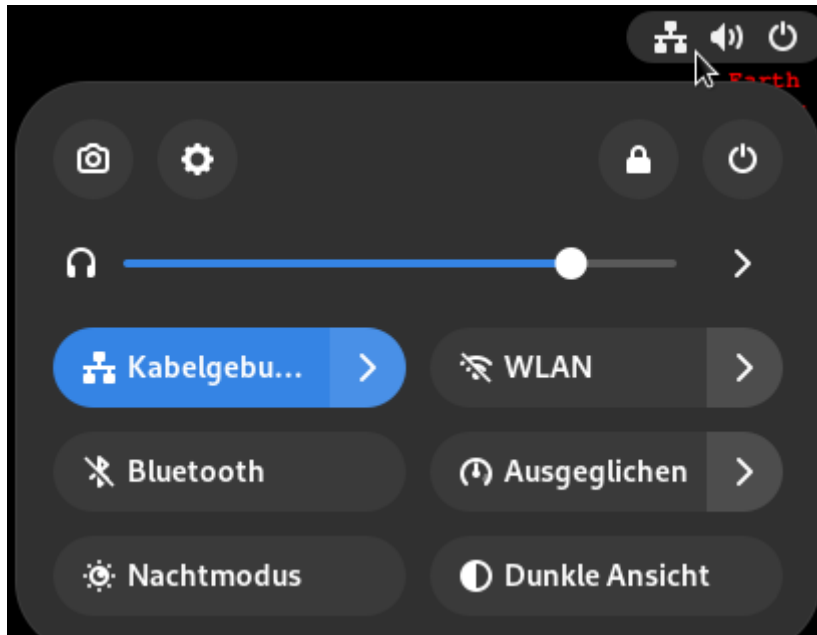 Earth
Kabelgebu...
WLAN
Bluetooth
Ausgeglichen
Nachtmodus
Dunkle Ansicht